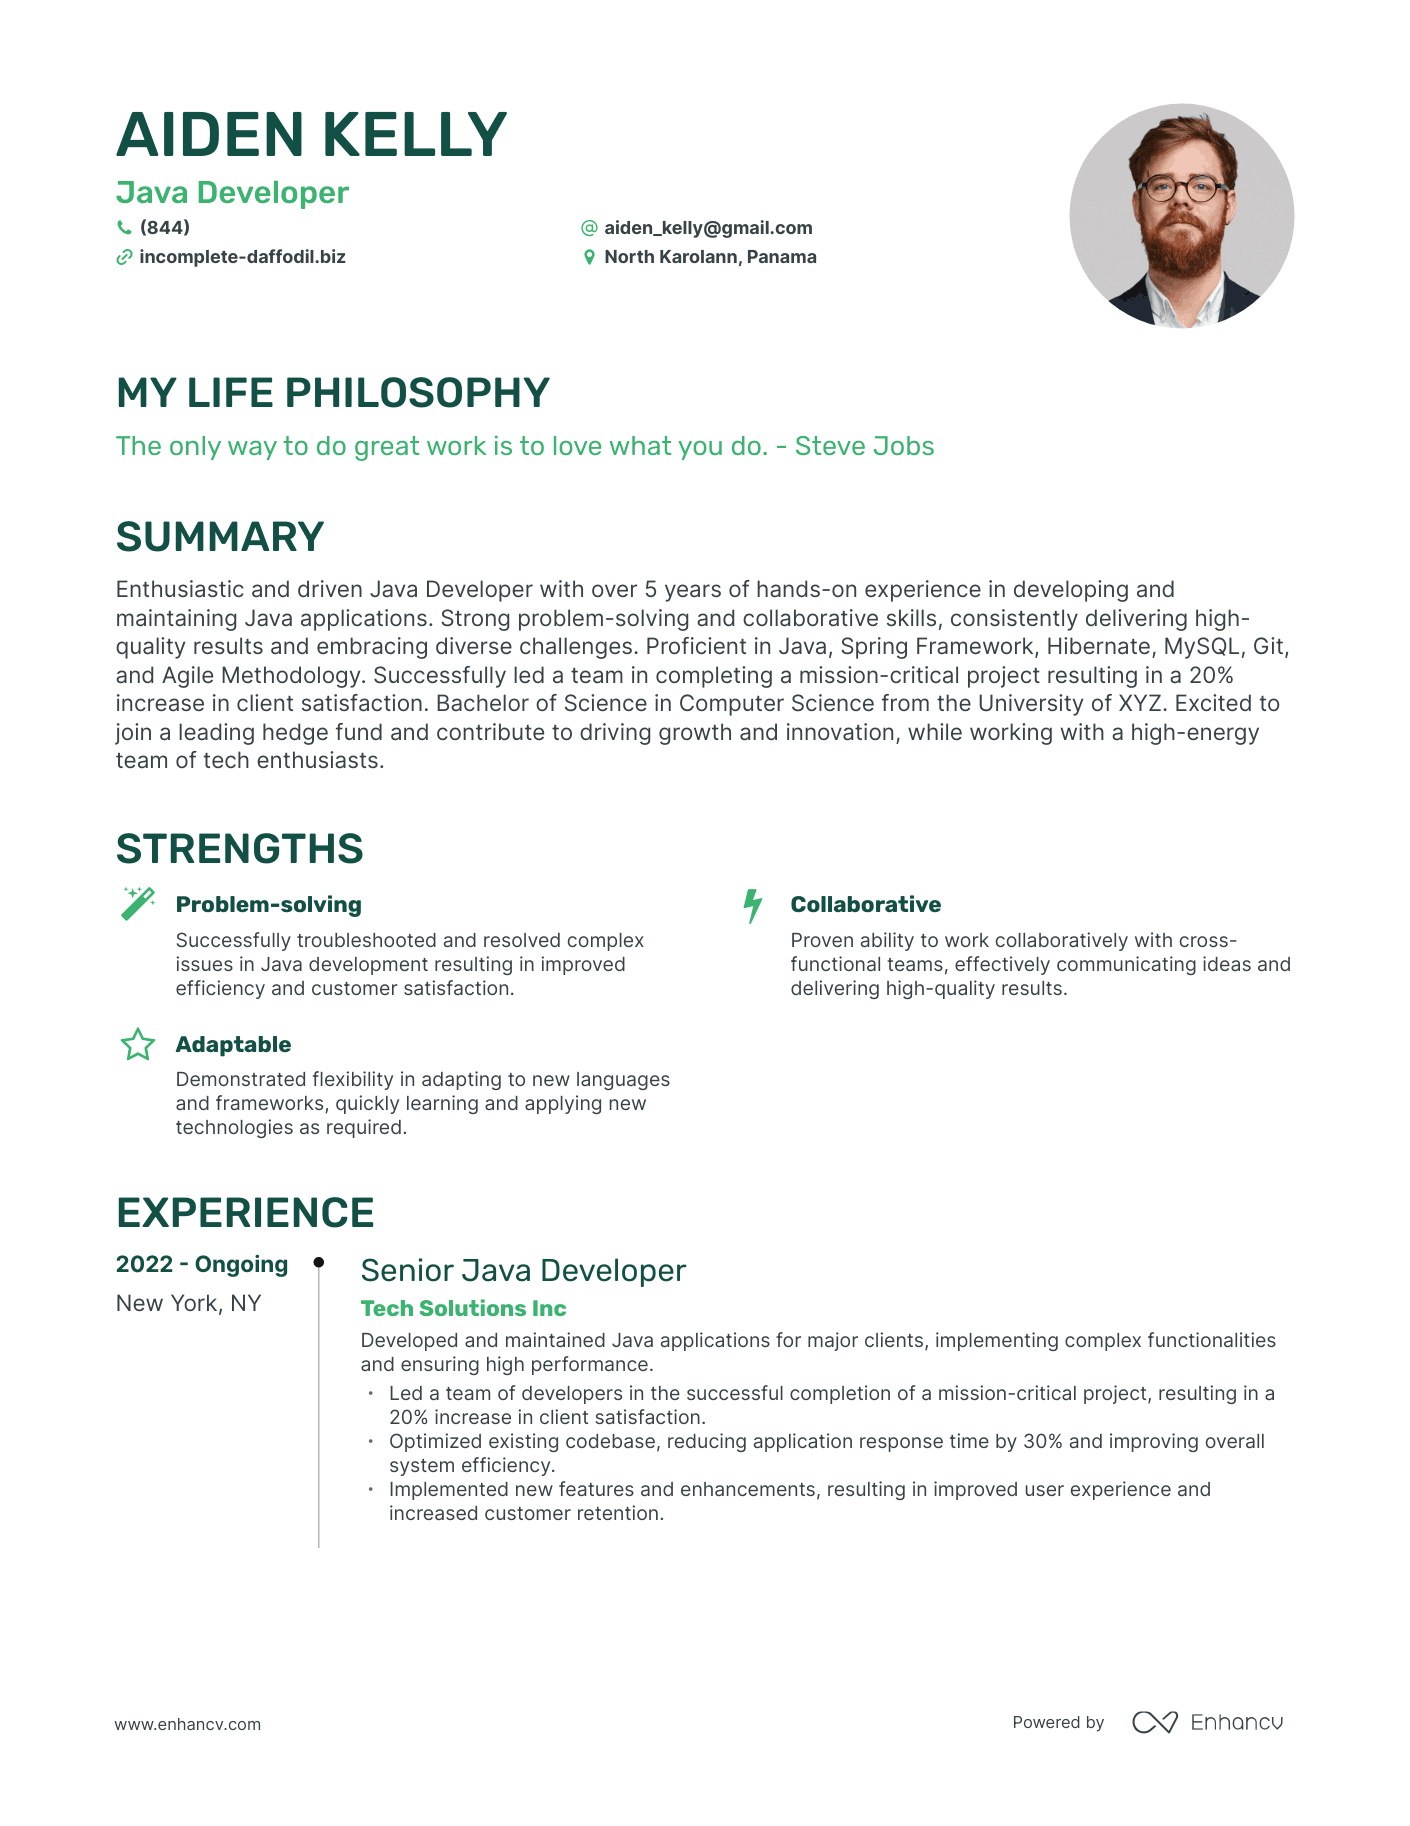 AIDEN KELLY
Java Developer
(844)
aiden_kelly@gmail.com
incomplete-daffodil.biz
North Karolann, Panama
MY LIFE PHILOSOPHY
The only way to do great work is to love what you do. - Steve Jobs
SUMMARY
Enthusiastic and driven Java Developer with over 5 years of hands-on experience in developing and
maintaining Java applications. Strong problem-solving and collaborative skills, consistently delivering high-
quality results and embracing diverse challenges. Proficient in Java, Spring Framework, Hibernate, MySQL, Git,
and Agile Methodology. Successfully led a team in completing a mission-critical project resulting in a 20%
increase in client satisfaction. Bachelor of Science in Computer Science from the University of XYZ. Excited to
join a leading hedge fund and contribute to driving growth and innovation, while working with a high-energy
team of tech enthusiasts.
STRENGTHS
Problem-solving
Successfully troubleshooted and resolved complex
issues in Java development resulting in improved
efficiency and customer satisfaction.
Collaborative
Proven ability to work collaboratively with cross-
functional teams, effectively communicating ideas and
delivering high-quality results.
Adaptable
Demonstrated flexibility in adapting to new languages
and frameworks, quickly learning and applying new
technologies as required.
EXPERIENCE
2022 - Ongoing
New York, NY
Senior Java Developer
Tech Solutions Inc
Developed and maintained Java applications for major clients, implementing complex functionalities
and ensuring high performance.
• Led a team of developers in the successful completion of a mission-critical project, resulting in a
20% increase in client satisfaction.
• Optimized existing codebase, reducing application response time by 30% and improving overall
system efficiency.
• Implemented new features and enhancements, resulting in improved user experience and
increased customer retention.
www.enhancv.com
Powered by
Enhancv